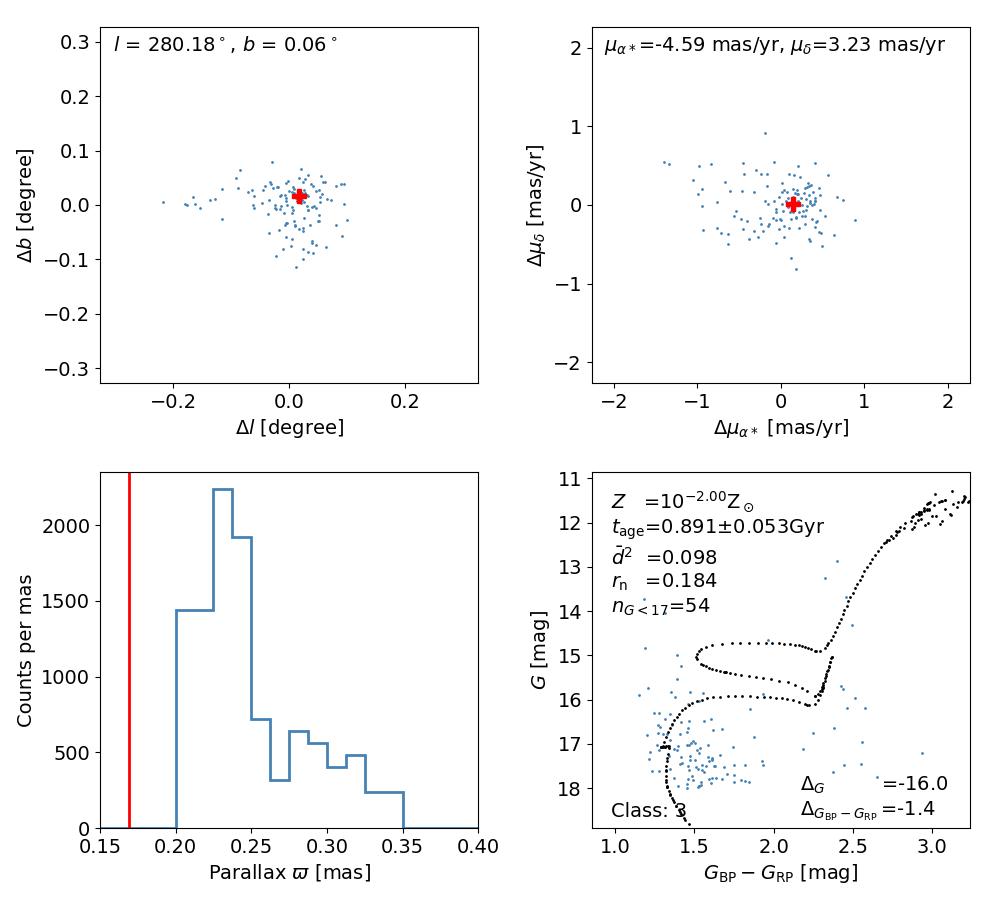 l = 280.18°, b = 0.06°
0.3
0.2
0.1
0.0
−0.1
−0.2
−0.3
Δb [degree]
−0.2
0.0
0.2
Δl [degree]
μα*=-4.59 mas/yr, μδ=3.23 mas/yr
2
1
0
−1
−2
Δμδ [mas/yr]
−2
−1
0
1
2
Δμα* [mas/yr]
2000
1500
1000
500
0
Counts per mas
0.15
0.20
0.25
0.30
0.35
0.40
Parallax ϖ [mas]
11
12
13
14
15
16
17
18
G [mag]
Z =10^−2.00Z⊙
t_age=0.891±0.053Gyr
d̄² =0.098
r_n =0.184
n_G<17=54
Δ_G =-16.0
Δ_GBP−GRP =-1.4
Class: 3
1.0
1.5
2.0
2.5
3.0
G_BP − G_RP [mag]